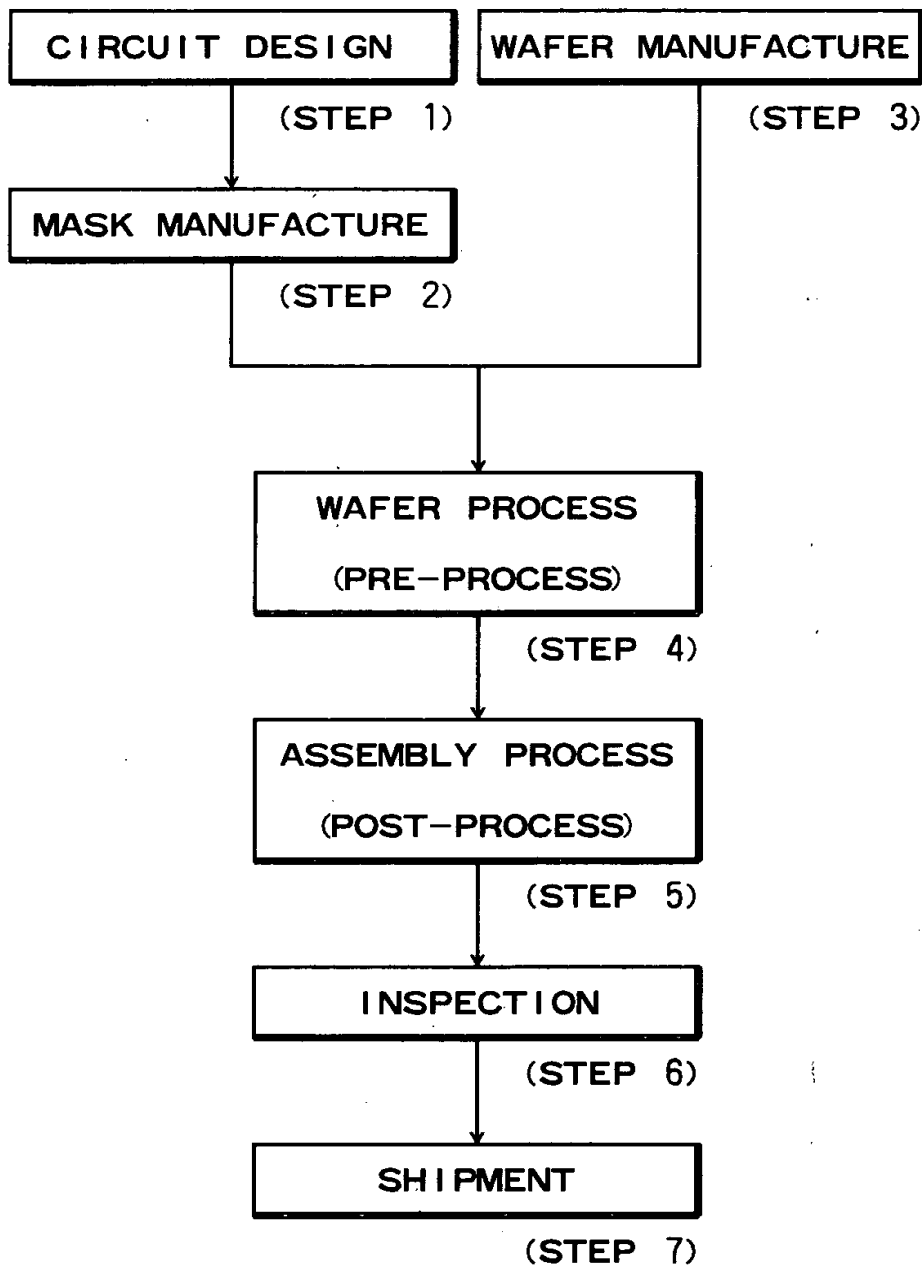 CIRCUIT DESIGN
(STEP 1)
MASK MANUFACTURE
(STEP 2)
WAFER MANUFACTURE
(STEP 3)
WAFER PROCESS
(PRE-PROCESS)
(STEP 4)
ASSEMBLY PROCESS
(POST-PROCESS)
(STEP 5)
INSPECTION
(STEP 6)
SHIPMENT
(STEP 7)